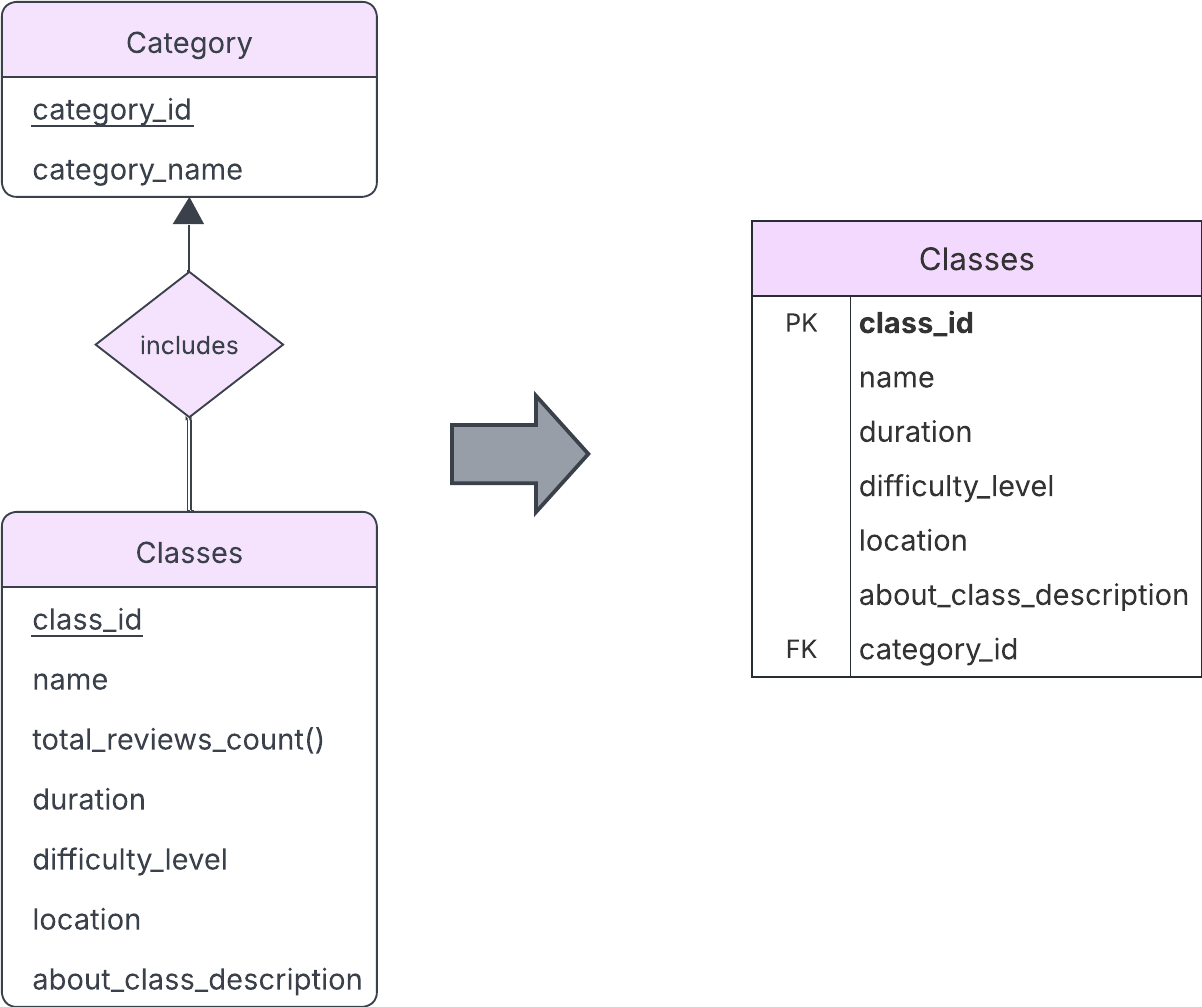 Category
category_id
category_name
includes
Classes
class_id
name
total_reviews_count()
duration
difficulty_level
location
about_class_description
Classes
PK class_id
name
duration
difficulty_level
location
about_class_description
FK category_id